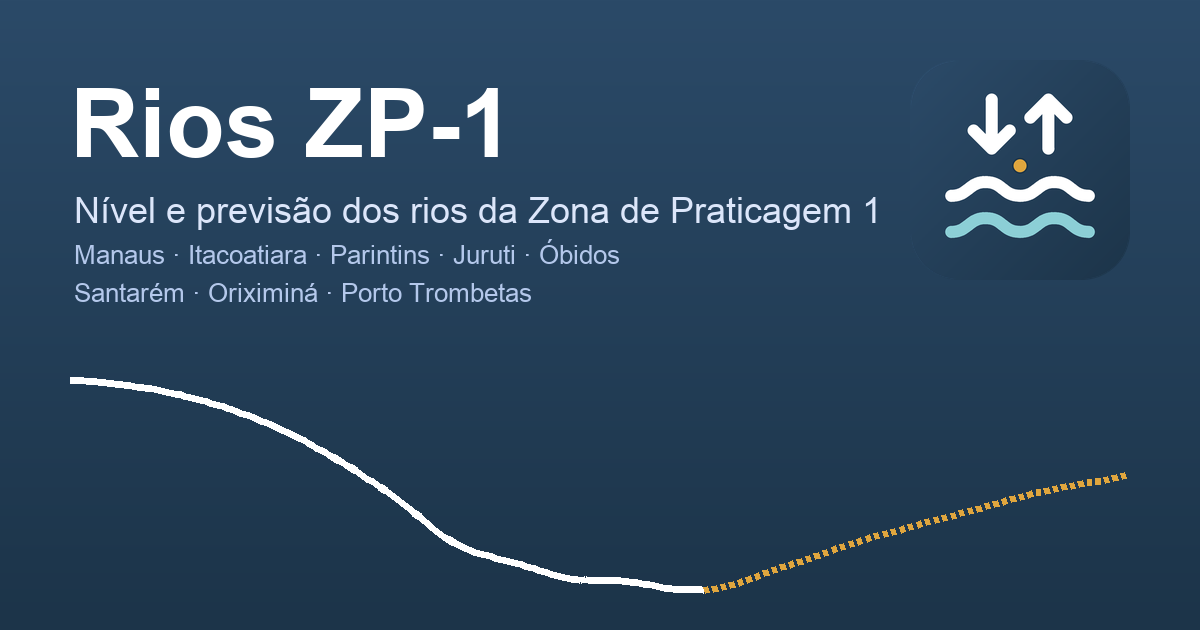 Rios ZP-1
Nível e previsão dos rios da Zona de Praticagem 1
Manaus · Itacoatiara · Parintins · Juruti · Óbidos
Santarém · Oriximiná · Porto Trombetas